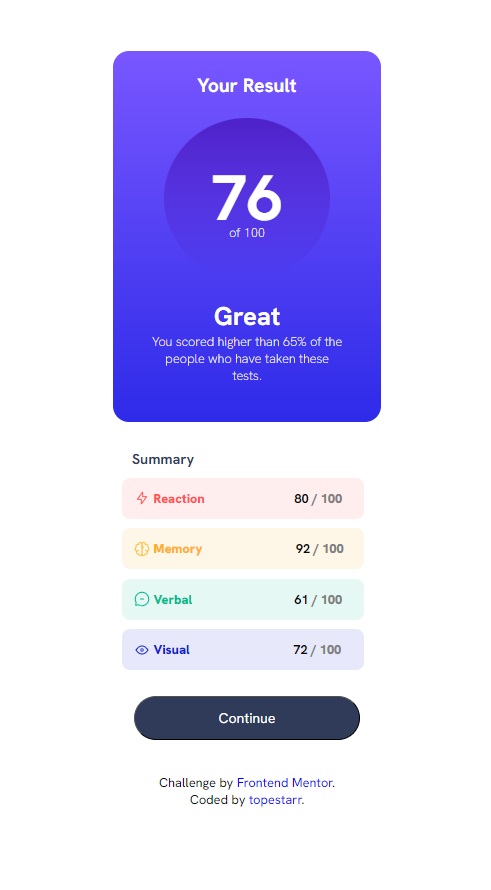 Your Result
76
of 100
Great
You scored higher than 65% of the
people who have taken these
tests.
Summary
Reaction 80 / 100
Memory 92 / 100
Verbal 61 / 100
Visual 72 / 100
Continue
Challenge by Frontend Mentor.
Coded by topestarr.